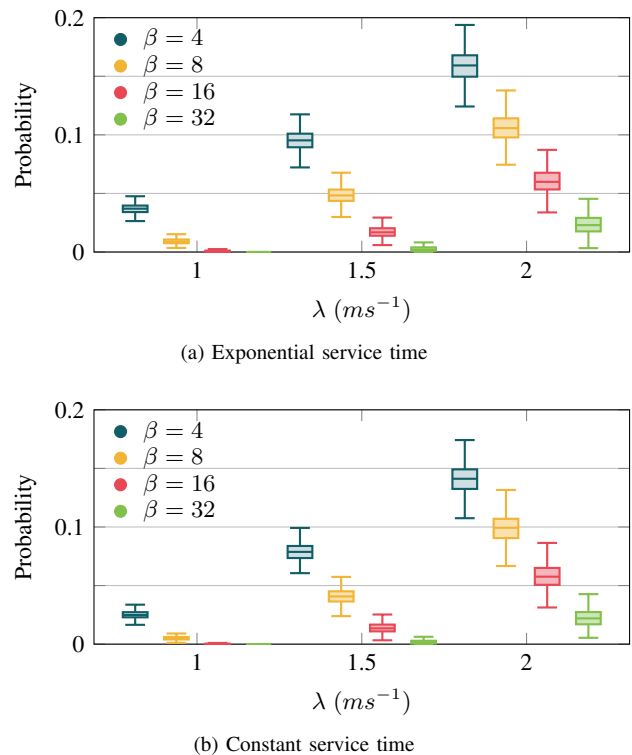 0.2
β = 4
β = 8
β = 16
β = 32
0.1
0
Probability
1
1.5
2
λ (ms⁻¹)
(a) Exponential service time
0.2
β = 4
β = 8
β = 16
β = 32
0.1
0
Probability
1
1.5
2
λ (ms⁻¹)
(b) Constant service time